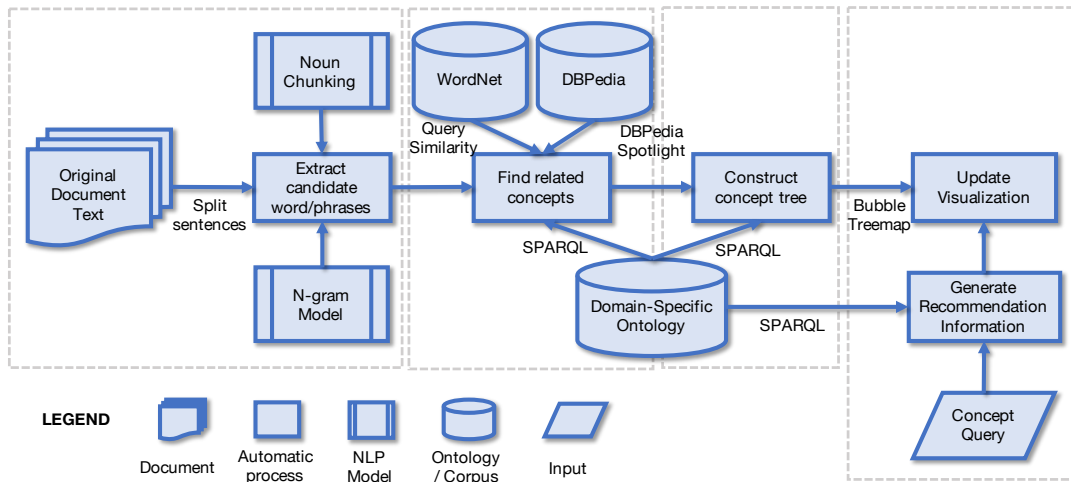 Noun
Chunking
WordNet
DBPedia
Query
Similarity
DBPedia
Spotlight
Original
Document
Text
Split
sentences
Extract
candidate
word/phrases
Find related
concepts
Construct
concept tree
Bubble
Treemap
Update
Visualization
SPARQL
SPARQL
N-gram
Model
Domain-Specific
Ontology
SPARQL
Generate
Recommendation
Information
Concept
Query
LEGEND
Document
Automatic
process
NLP
Model
Ontology
/ Corpus
Input